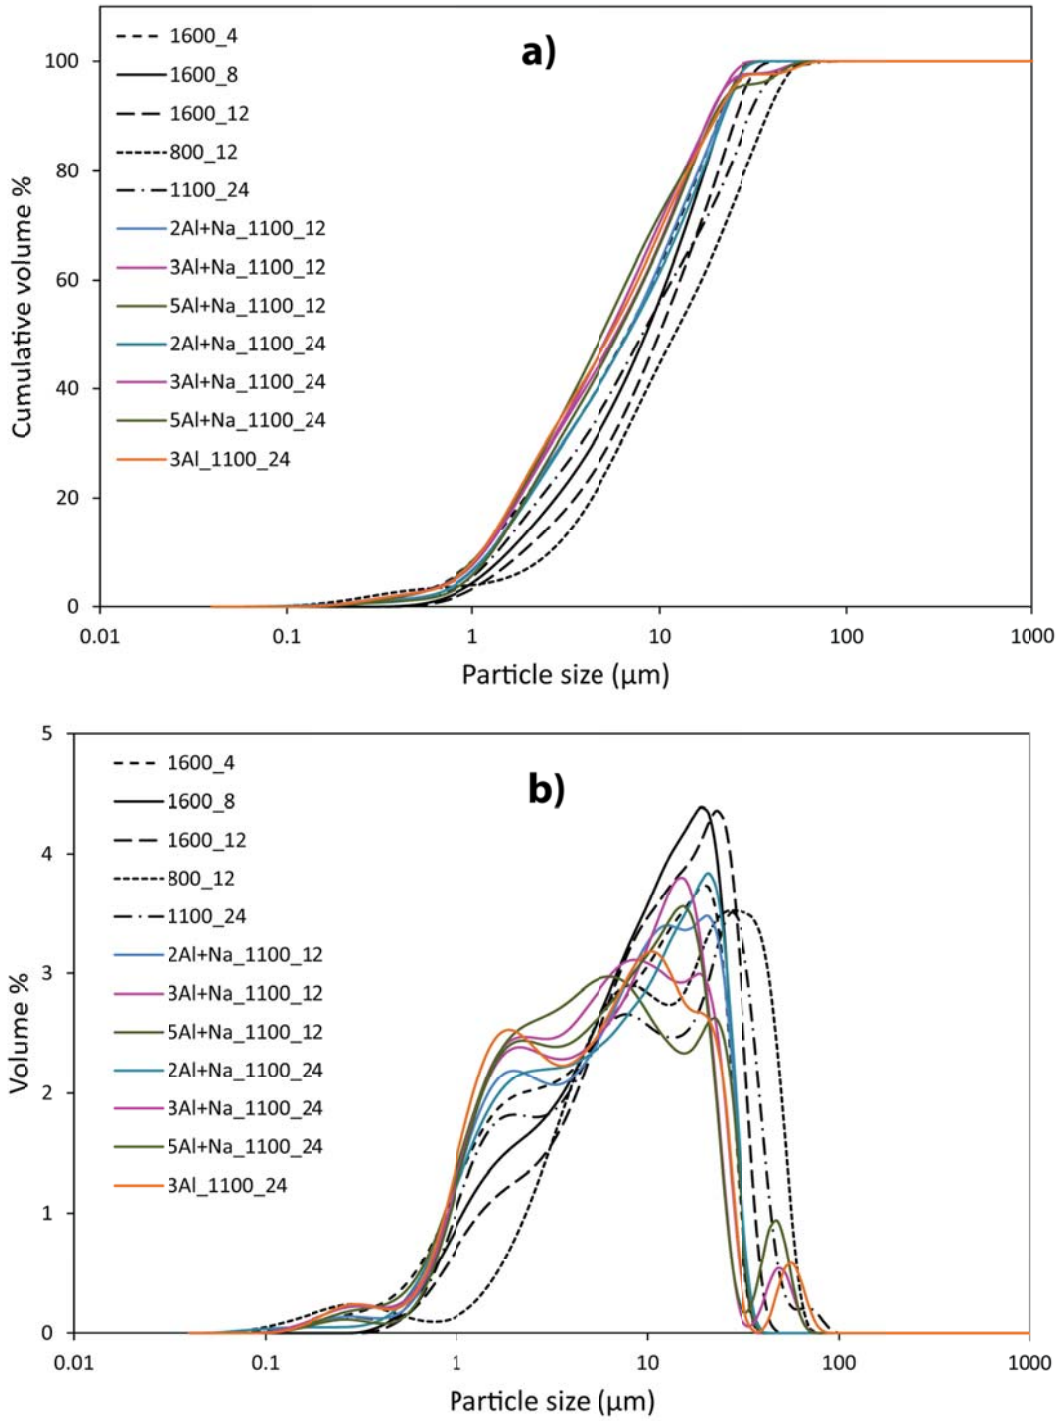 a)
1600_4
1600_8
1600_12
800_12
1100_24
2Al+Na_1100_12
3Al+Na_1100_12
5Al+Na_1100_12
2Al+Na_1100_24
3Al+Na_1100_24
5Al+Na_1100_24
3Al_1100_24
Cumulative volume %
100
80
60
40
20
0
0.01 0.1 1 10 100 1000
Particle size (µm)
b)
1600_4
1600_8
1600_12
800_12
1100_24
2Al+Na_1100_12
3Al+Na_1100_12
5Al+Na_1100_12
2Al+Na_1100_24
3Al+Na_1100_24
5Al+Na_1100_24
3Al_1100_24
Volume %
5
4
3
2
1
0
0.01 0.1 1 10 100 1000
Particle size (µm)